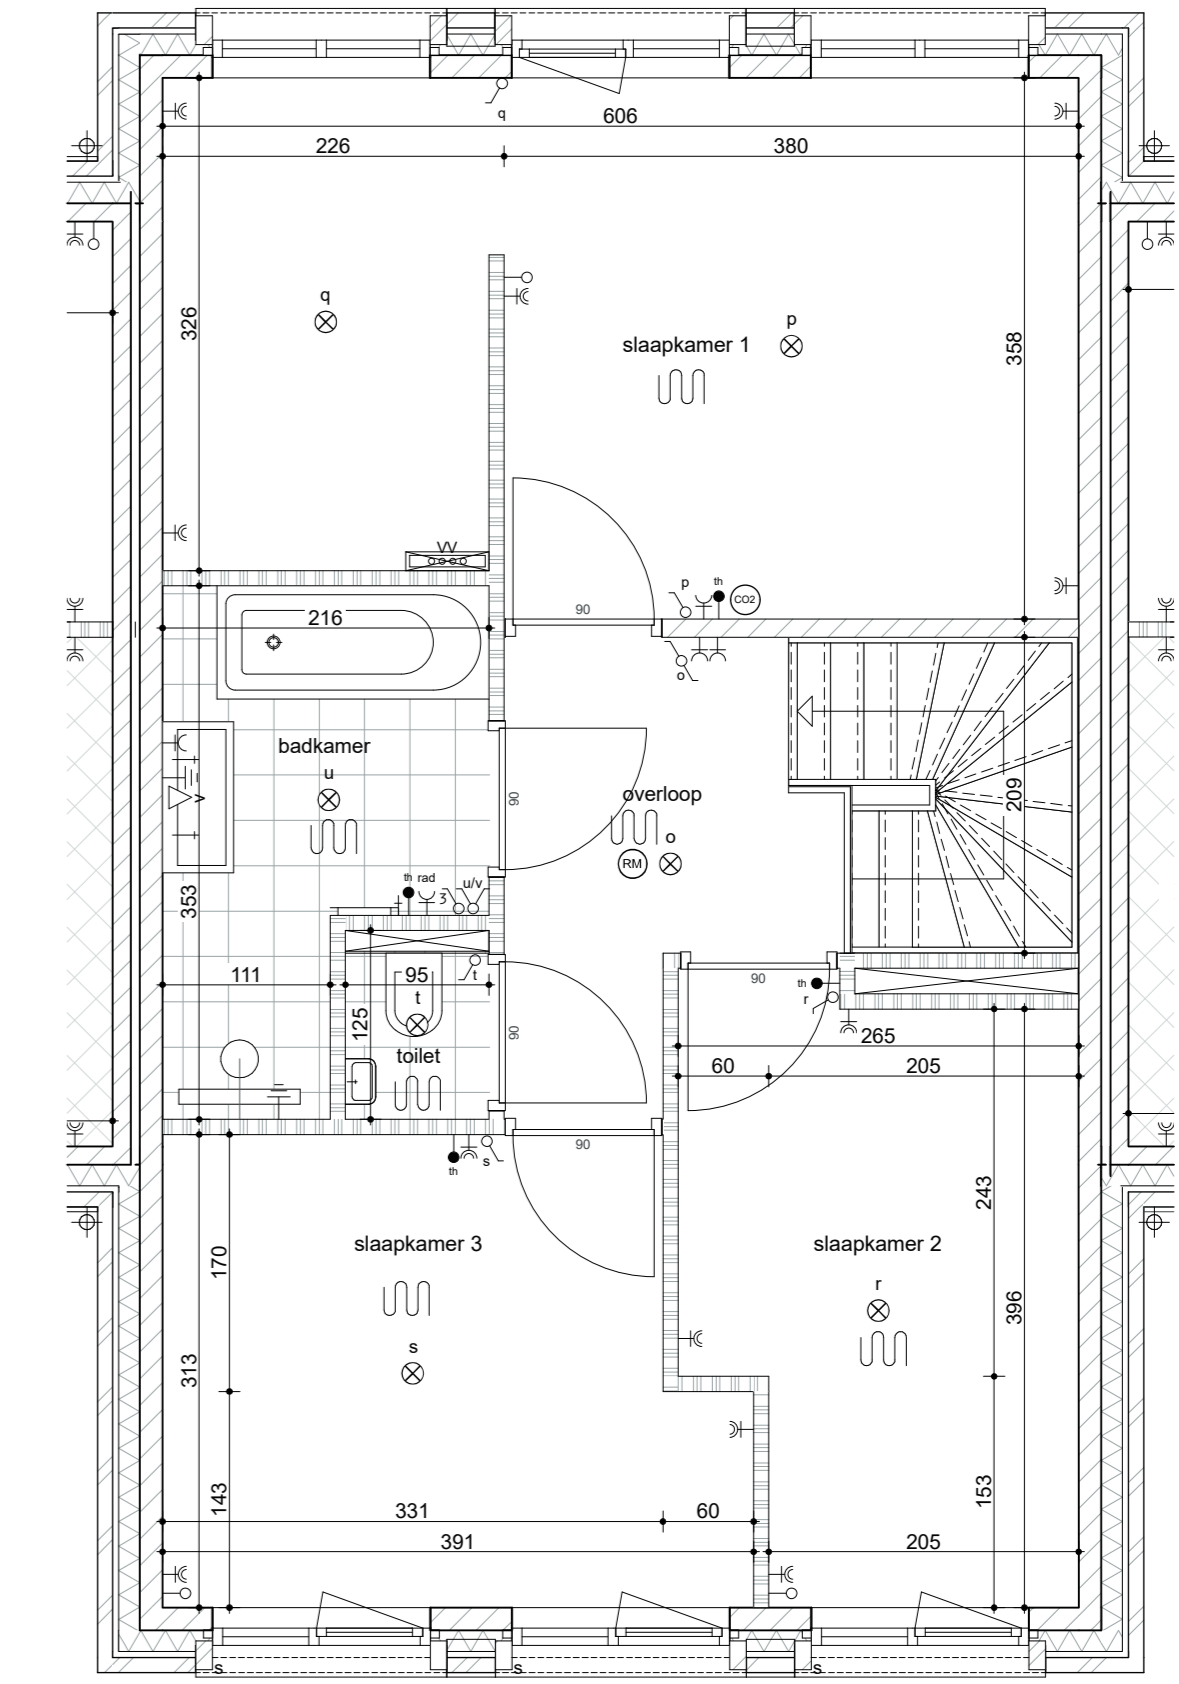 q
606
226
380
q
p
slaapkamer 1
326
358
VV
90
p
th
CO2
216
o
badkamer
u
v
90
overloop
o
RM
209
353
th
rad
3
u/v
111
95
t
t
125
toilet
90
90
th
r
265
60
205
90
s
th
slaapkamer 3
s
slaapkamer 2
r
170
313
143
243
396
153
331
60
391
205
s
s
s